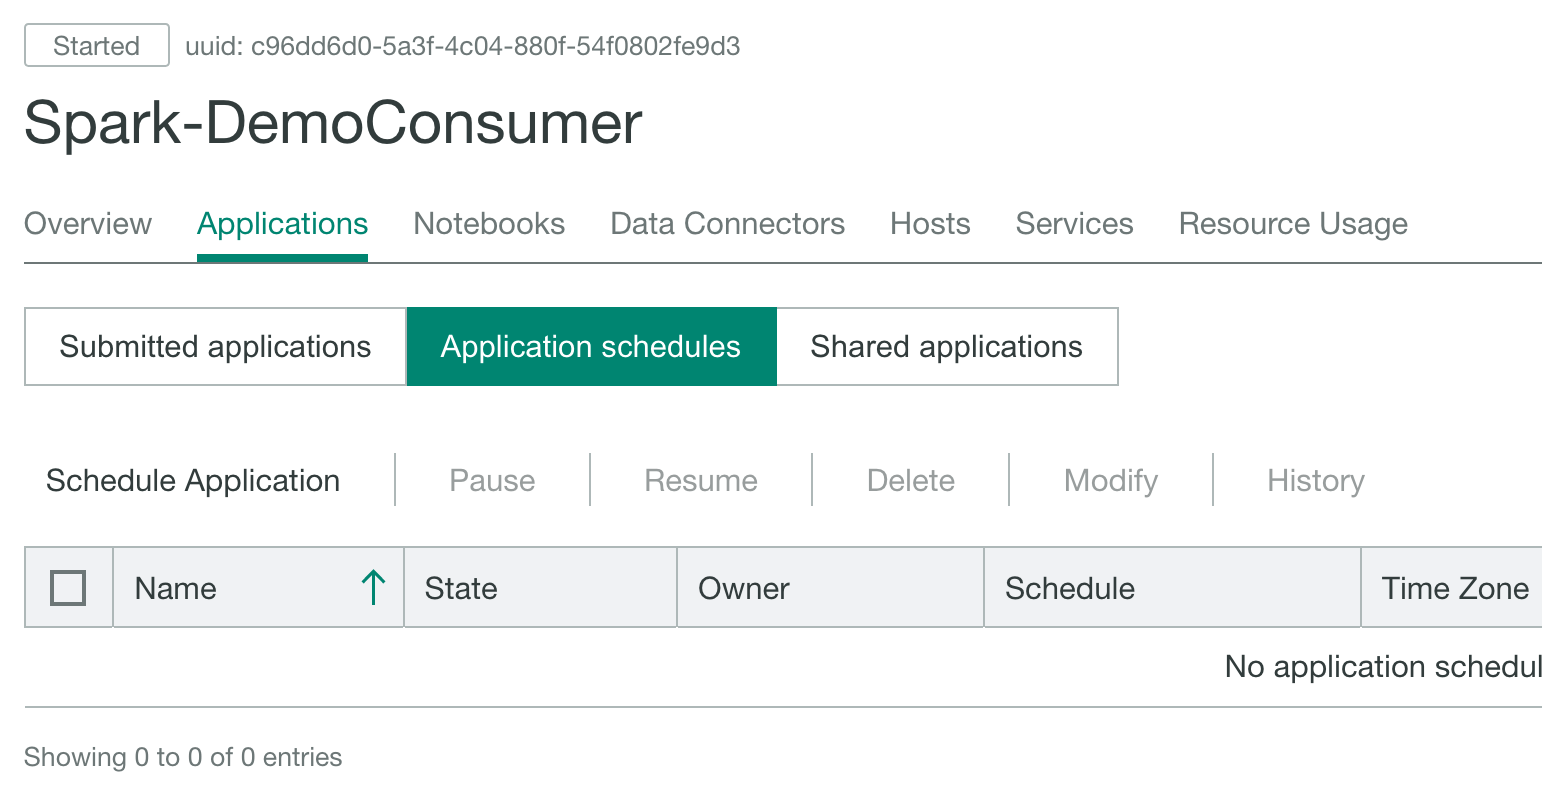 Started uuid: c96dd6d0-5a3f-4c04-880f-54f0802fe9d3
Spark-DemoConsumer
Overview Applications Notebooks Data Connectors Hosts Services Resource Usage
Submitted applications Application schedules Shared applications
Schedule Application Pause Resume Delete Modify History
Name State Owner Schedule Time Zone
No application schedul
Showing 0 to 0 of 0 entries